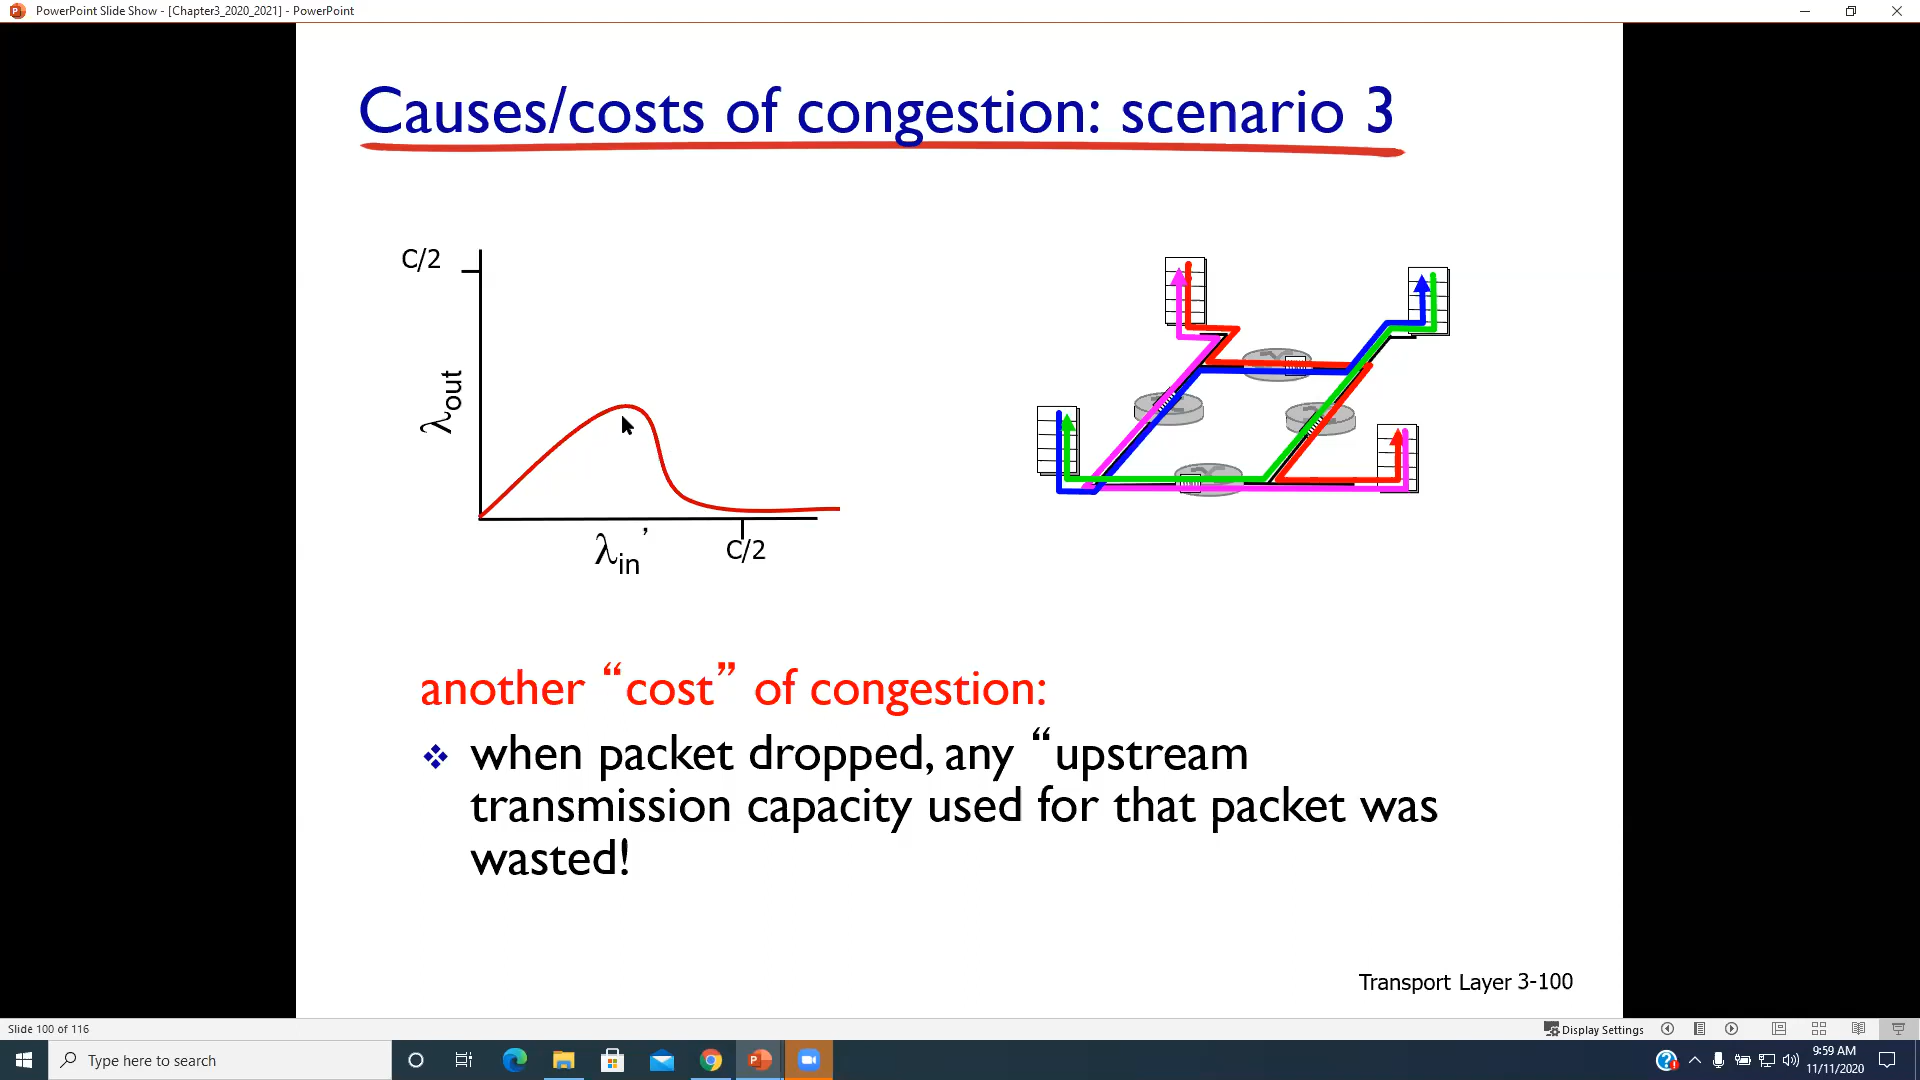 PowerPoint Slide Show - [Chapter3_2020_2021] - PowerPoint
Causes/costs of congestion: scenario 3
C/2
λout
λin’
C/2
another “cost” of congestion:
❖ when packet dropped, any “upstream
transmission capacity used for that packet was
wasted!
Transport Layer 3-100
Slide 100 of 116
Display Settings
Type here to search
9:59 AM
11/11/2020